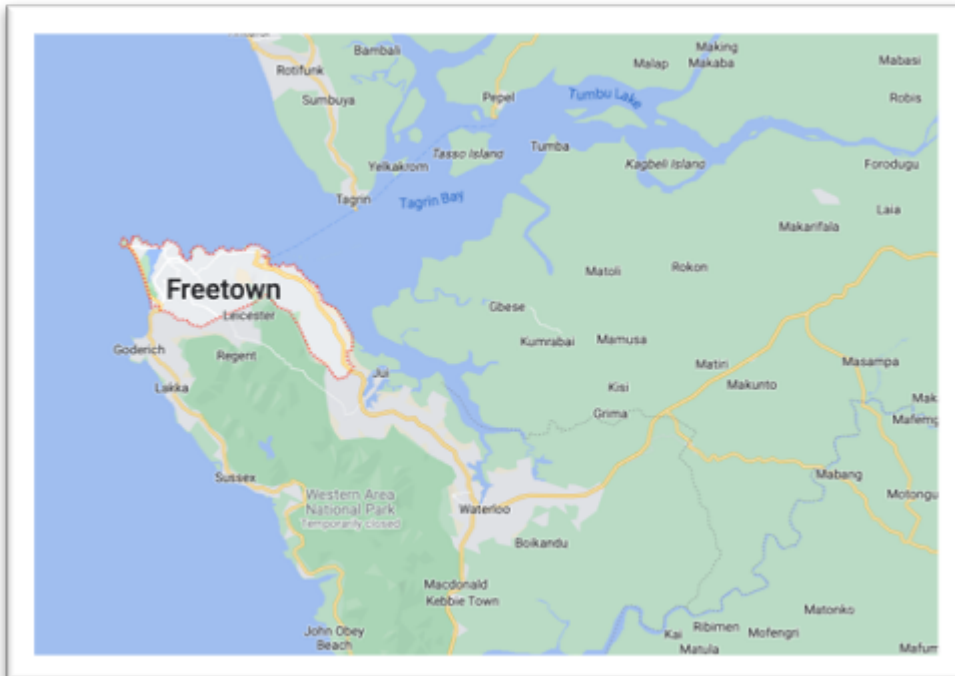 Bambali
Making
Makaba
Malap
Mabasi
Rotifunk
Sumbuya
Pepel
Tumbu Lake
Robis
Tasso Island
Tumba
Yelkakrom
Kagbeli Island
Forodugu
Tagrin
Tagrin Bay
Laia
Makarifala
Freetown
Matoli
Rokon
Leicester
Gbese
Goderich
Regent
Kumrabai
Mamusa
Jui
Matiri
Masampa
Lakka
Kisi
Makunto
Grima
Mabang
Sussex
Western Area
National Park
Temporarily closed
Waterloo
Motongu
Boikandu
Macdonald
Kebbie Town
Matonko
John Obey
Beach
Kai
Ribimen
Mofengri
Matula
Mafum